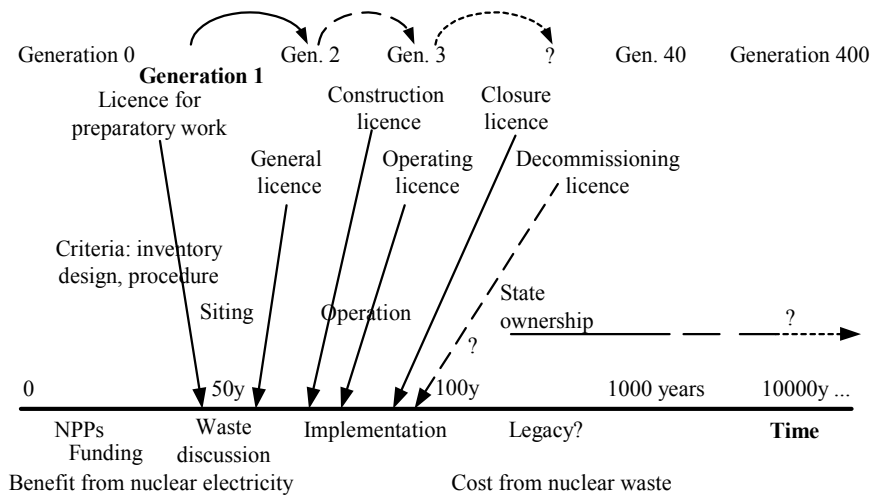 Generation 0
Gen. 2
Gen. 3
?
Gen. 40
Generation 400
Generation 1
Licence for
preparatory work
Construction
licence
Closure
licence
General
licence
Operating
licence
Decommissioning
licence
Criteria: inventory
design, procedure
Siting
Operation
State
ownership
?
?
0
50y
100y
1000 years
10000y ...
NPPs
Funding
Waste
discussion
Implementation
Legacy?
Time
Benefit from nuclear electricity
Cost from nuclear waste